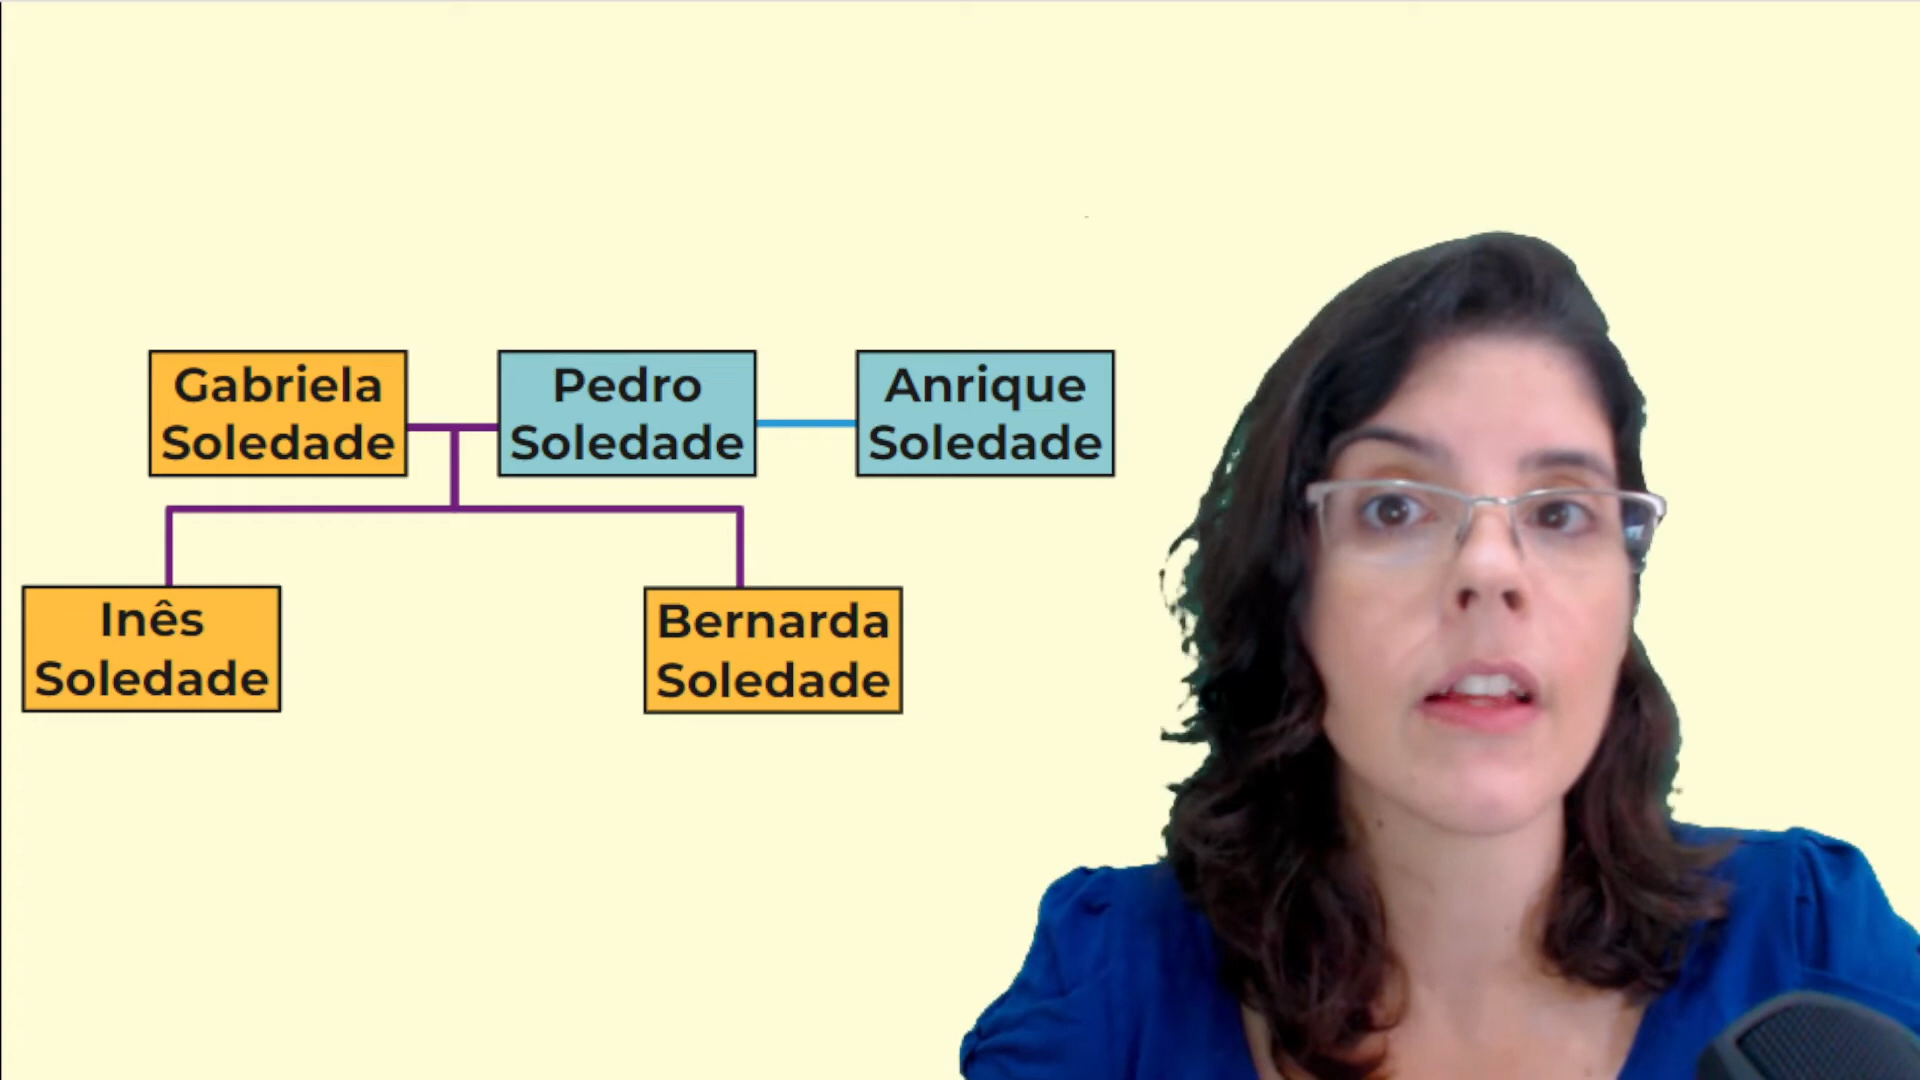 Gabriela
Soledade
Pedro
Soledade
Anrique
Soledade
Inês
Soledade
Bernarda
Soledade